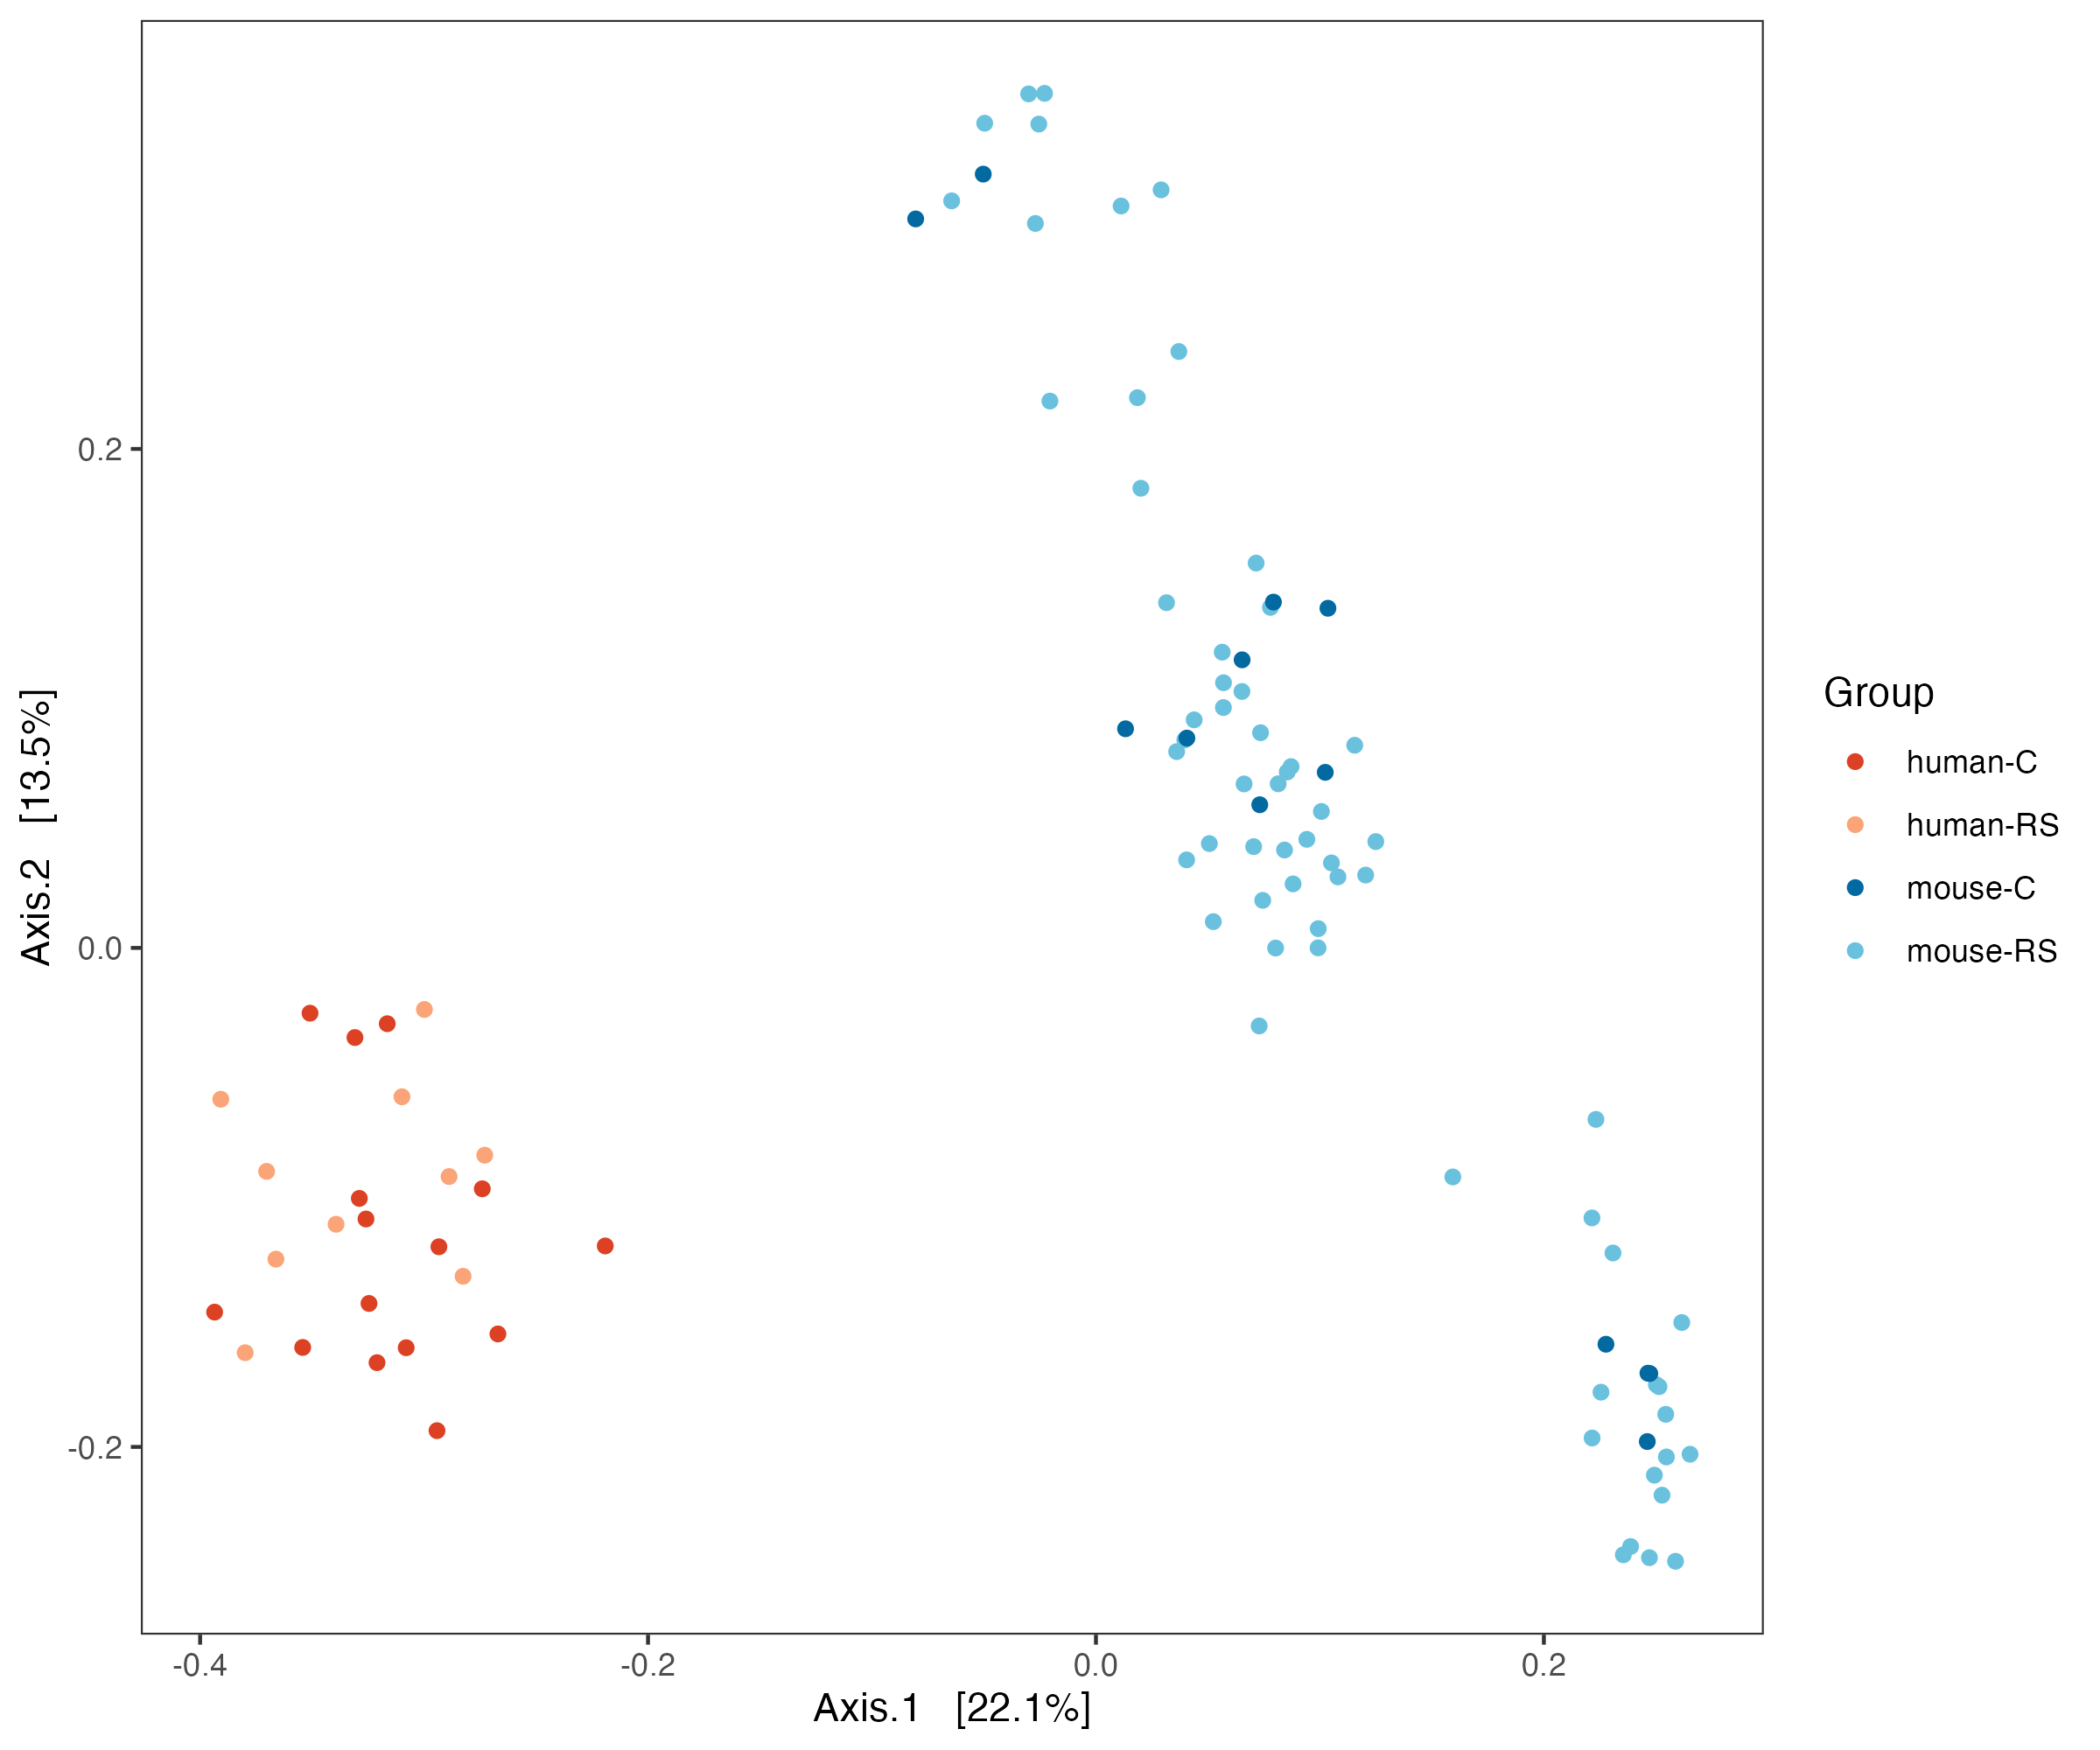 0.2
0.0
-0.2
Axis.2 [13.5%]
-0.4
-0.2
0.0
0.2
Axis.1 [22.1%]
Group
human-C
human-RS
mouse-C
mouse-RS